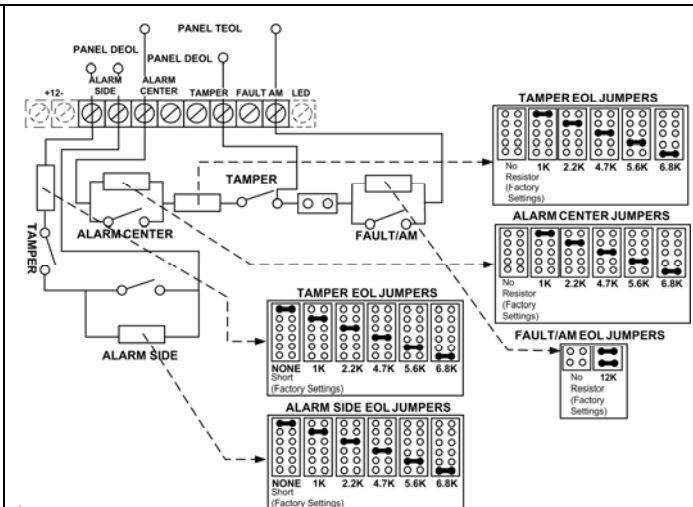 PANEL TEOL
PANEL DEOL
PANEL DEOL
+12-
ALARM SIDE
ALARM CENTER
TAMPER
FAULT AM
LED
TAMPER EOL JUMPERS
No Resistor (Factory Settings)
1K 2.2K 4.7K 5.6K 6.8K
TAMPER
ALARM CENTER
FAULT/AM
TAMPER
ALARM SIDE
ALARM CENTER JUMPERS
No Resistor (Factory Settings)
1K 2.2K 4.7K 5.6K 6.8K
TAMPER EOL JUMPERS
NONE 1K 2.2K 4.7K 5.6K 6.8K
Short
(Factory Settings)
FAULT/AM EOL JUMPERS
No Resistor (Factory Settings)
12K
ALARM SIDE EOL JUMPERS
NONE 1K 2.2K 4.7K 5.6K 6.8K
Short
(Factory Settings)